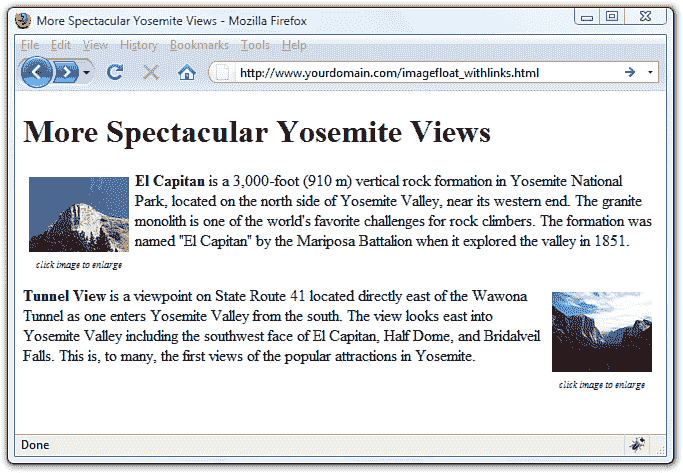 More Spectacular Yosemite Views - Mozilla Firefox
File Edit View History Bookmarks Tools Help
http://www.yourdomain.com/imagefloat_withlinks.html
More Spectacular Yosemite Views
El Capitan is a 3,000-foot (910 m) vertical rock formation in Yosemite National
Park, located on the north side of Yosemite Valley, near its western end. The granite
monolith is one of the world's favorite challenges for rock climbers. The formation was
named "El Capitan" by the Mariposa Battalion when it explored the valley in 1851.
click image to enlarge
Tunnel View is a viewpoint on State Route 41 located directly east of the Wawona
Tunnel as one enters Yosemite Valley from the south. The view looks east into
Yosemite Valley including the southwest face of El Capitan, Half Dome, and Bridalveil
Falls. This is, to many, the first views of the popular attractions in Yosemite.
click image to enlarge
Done